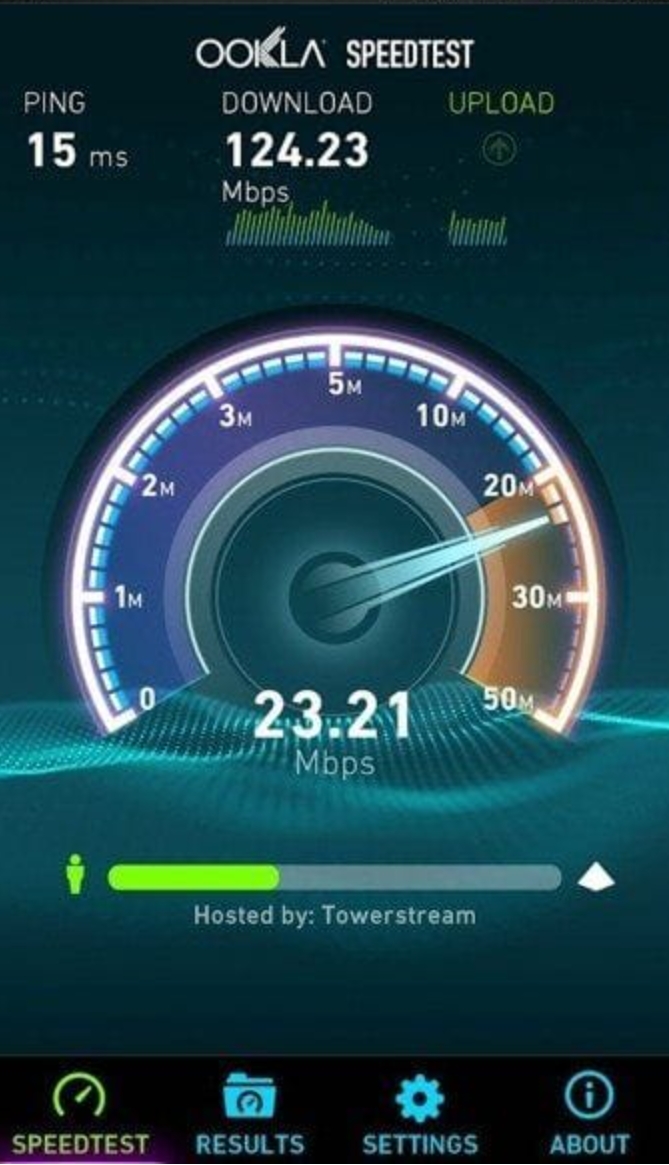 OOKLA SPEEDTEST
PING
15 ms
DOWNLOAD
124.23
Mbps
UPLOAD
5M
3M
10M
2M
20M
1M
30M
0
50M
23.21
Mbps
Hosted by: Towerstream
SPEEDTEST
RESULTS
SETTINGS
ABOUT